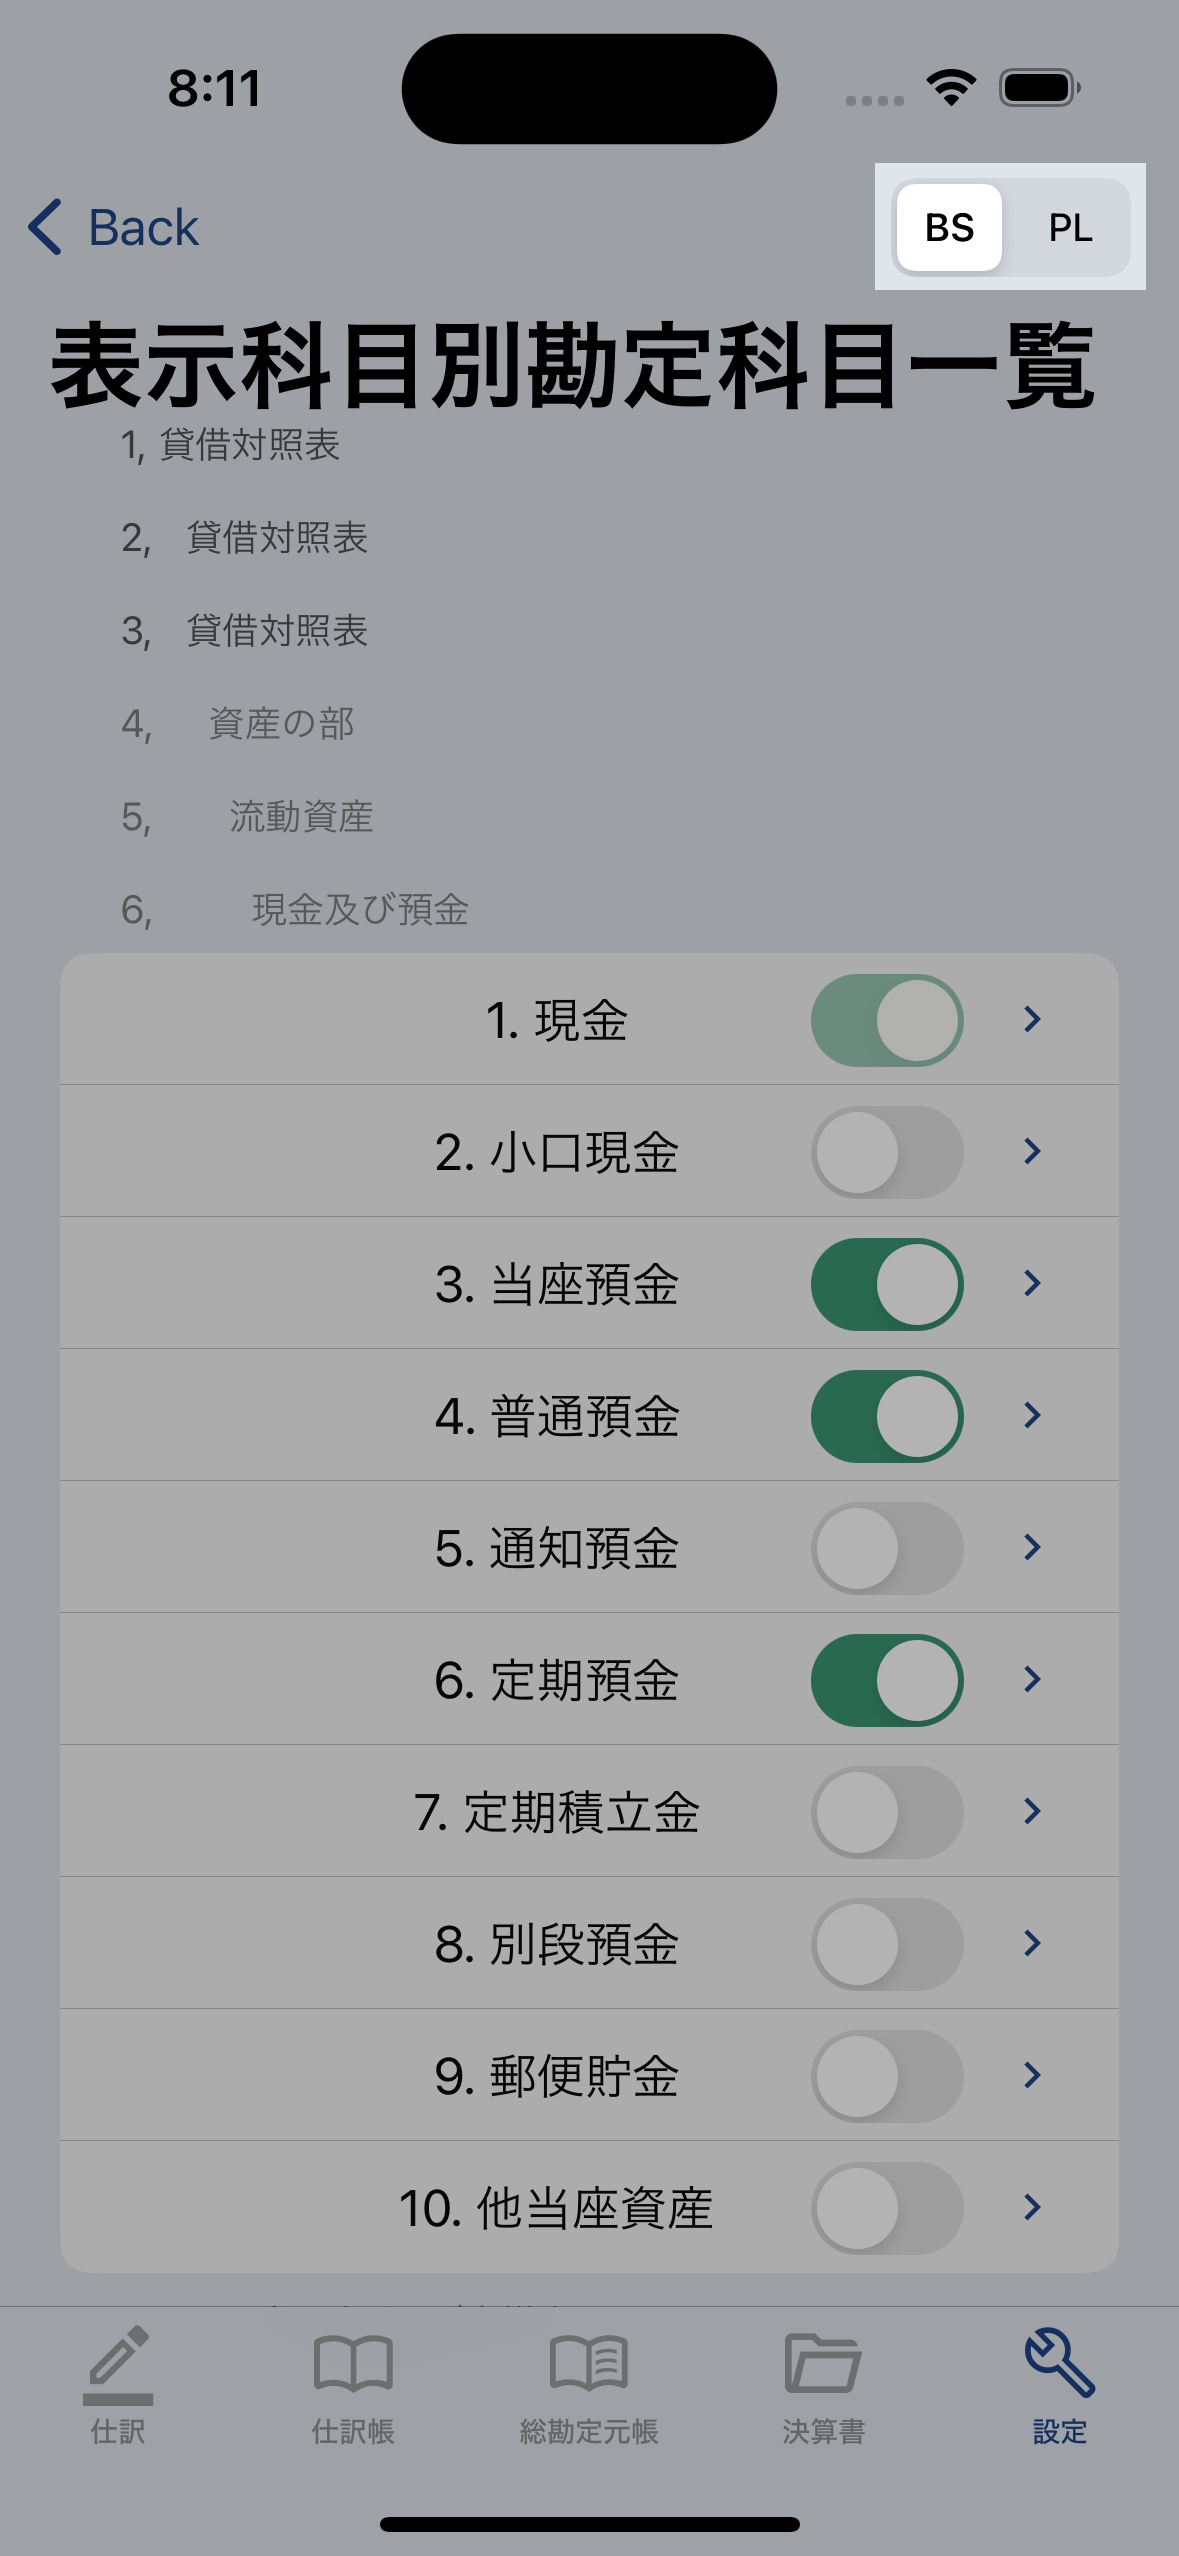 8:11
Back
BS PL
表示科目別勘定科目一覧
1, 貸借対照表
2, 貸借対照表
3, 貸借対照表
4, 資産の部
5, 流動資産
6, 現金及び預金
1. 現金
2. 小口現金
3. 当座預金
4. 普通預金
5. 通知預金
6. 定期預金
7. 定期積立金
8. 別段預金
9. 郵便貯金
10. 他当座資産
仕訳 仕訳帳 総勘定元帳 決算書 設定